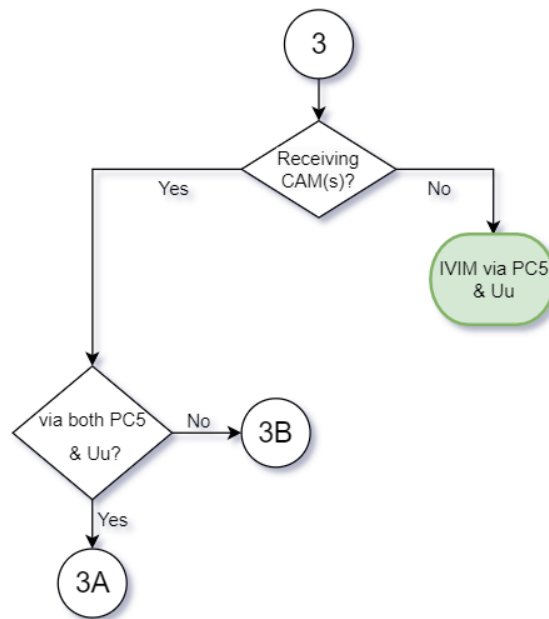 3
Receiving
CAM(s)?
Yes
No
IVIM via PC5
& Uu
via both PC5
& Uu?
No
3B
Yes
3A